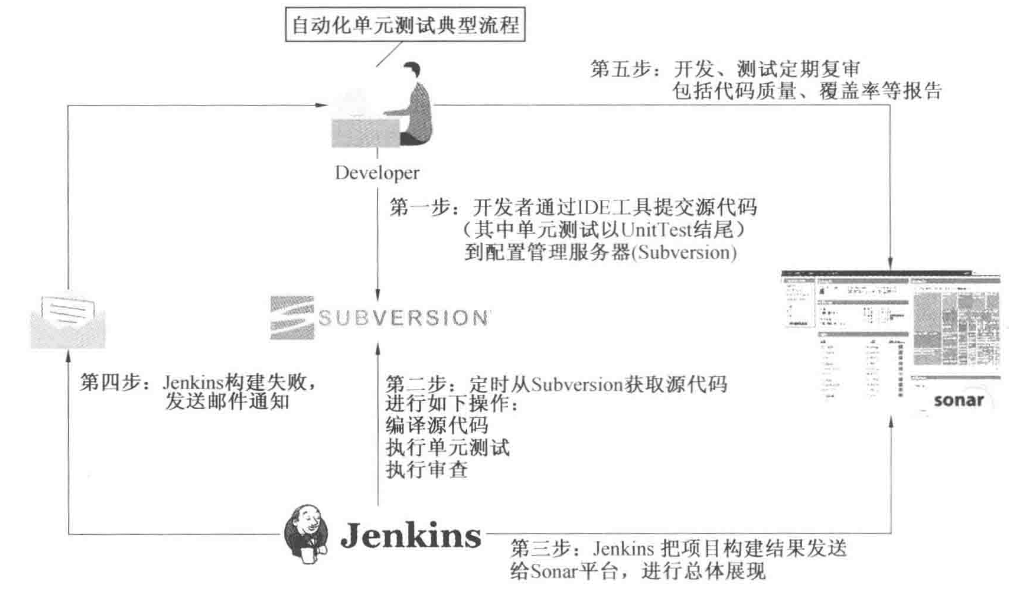 自动化单元测试典型流程
第五步：开发、测试定期复审
包括代码质量、覆盖率等报告
Developer
第一步：开发者通过IDE工具提交源代码
（其中单元测试以UnitTest结尾）
到配置管理服务器(Subversion)
SUBVERSION
第四步：Jenkins构建失败，
发送邮件通知
第二步：定时从Subversion获取源代码
进行如下操作：
编译源代码
执行单元测试
执行审查
sonar
Jenkins
第三步：Jenkins 把项目构建结果发送
给Sonar平台，进行总体展现